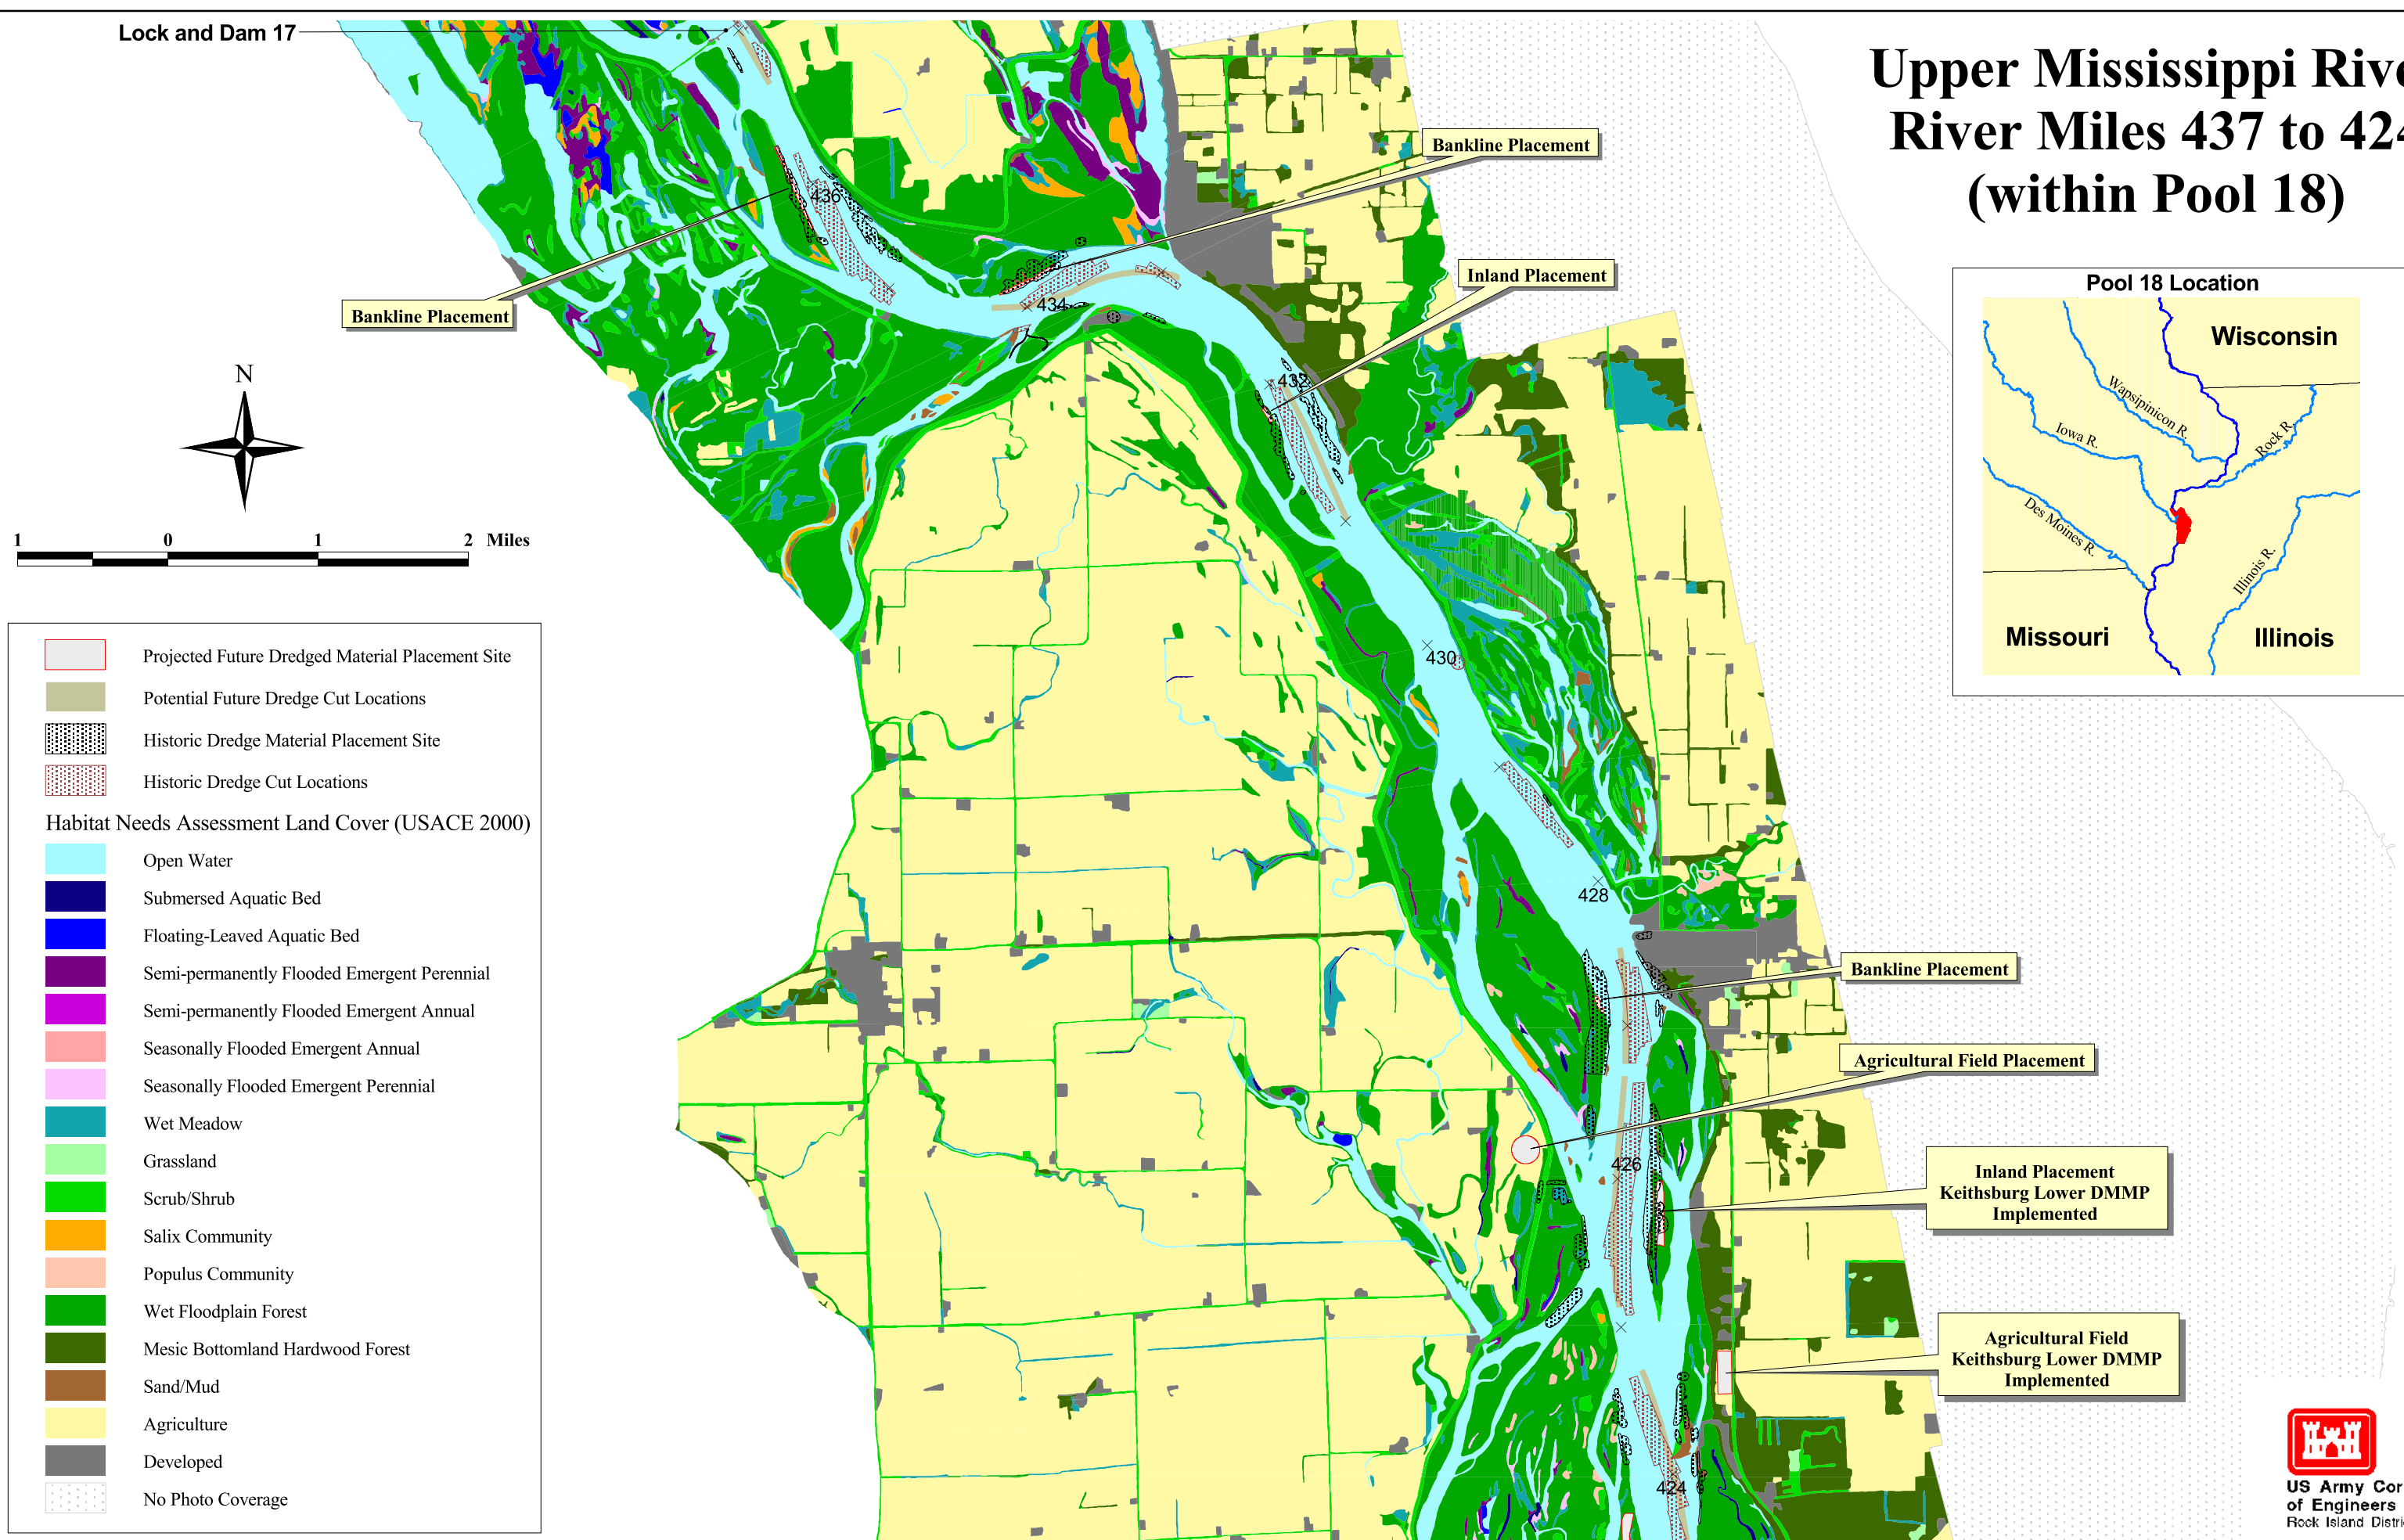 Lock and Dam 17
Upper Mississippi Rive
River Miles 437 to 424
(within Pool 18)
Bankline Placement
436
Inland Placement
Bankline Placement
434
432
N
1 0 1 2 Miles
Pool 18 Location
Wisconsin
Wapsipinicon R.
Iowa R.
Rock R.
Des Moines R.
Illinois R.
Missouri
Illinois
430
428
Bankline Placement
Agricultural Field Placement
426
Inland Placement
Keithsburg Lower DMMP
Implemented
Agricultural Field
Keithsburg Lower DMMP
Implemented
424
Projected Future Dredged Material Placement Site
Potential Future Dredge Cut Locations
Historic Dredge Material Placement Site
Historic Dredge Cut Locations
Habitat Needs Assessment Land Cover (USACE 2000)
Open Water
Submersed Aquatic Bed
Floating-Leaved Aquatic Bed
Semi-permanently Flooded Emergent Perennial
Semi-permanently Flooded Emergent Annual
Seasonally Flooded Emergent Annual
Seasonally Flooded Emergent Perennial
Wet Meadow
Grassland
Scrub/Shrub
Salix Community
Populus Community
Wet Floodplain Forest
Mesic Bottomland Hardwood Forest
Sand/Mud
Agriculture
Developed
No Photo Coverage
US Army Cor
of Engineers
Rock Island Distri